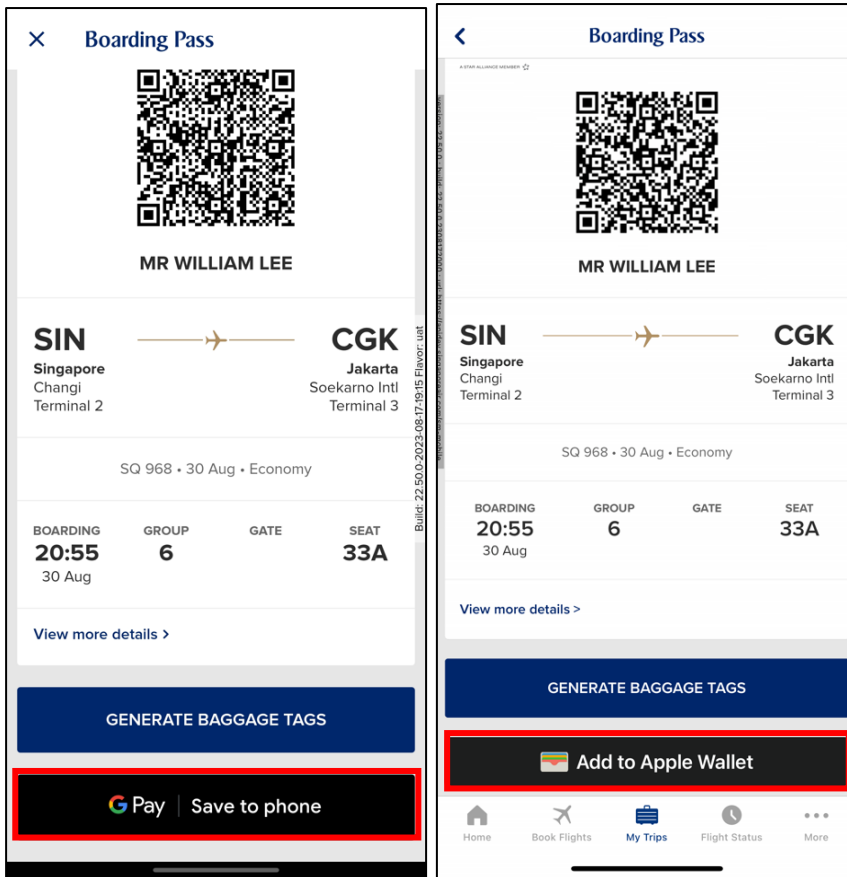 Boarding Pass
MR WILLIAM LEE
SIN
CGK
Singapore
Jakarta
Changi
Soekarno Intl
Terminal 2
Terminal 3
SQ 968 • 30 Aug • Economy
BOARDING GROUP GATE SEAT
20:55 6 33A
30 Aug
View more details >
GENERATE BAGGAGE TAGS
G Pay | Save to phone
Build: 22.50.0-2023-08-17-19:15 Flavor: uat
Boarding Pass
A STAR ALLIANCE MEMBER
MR WILLIAM LEE
SIN
CGK
Singapore
Jakarta
Changi
Soekarno Intl
Terminal 2
Terminal 3
SQ 968 • 30 Aug • Economy
BOARDING GROUP GATE SEAT
20:55 6 33A
30 Aug
View more details >
GENERATE BAGGAGE TAGS
Add to Apple Wallet
Home Book Flights My Trips Flight Status More